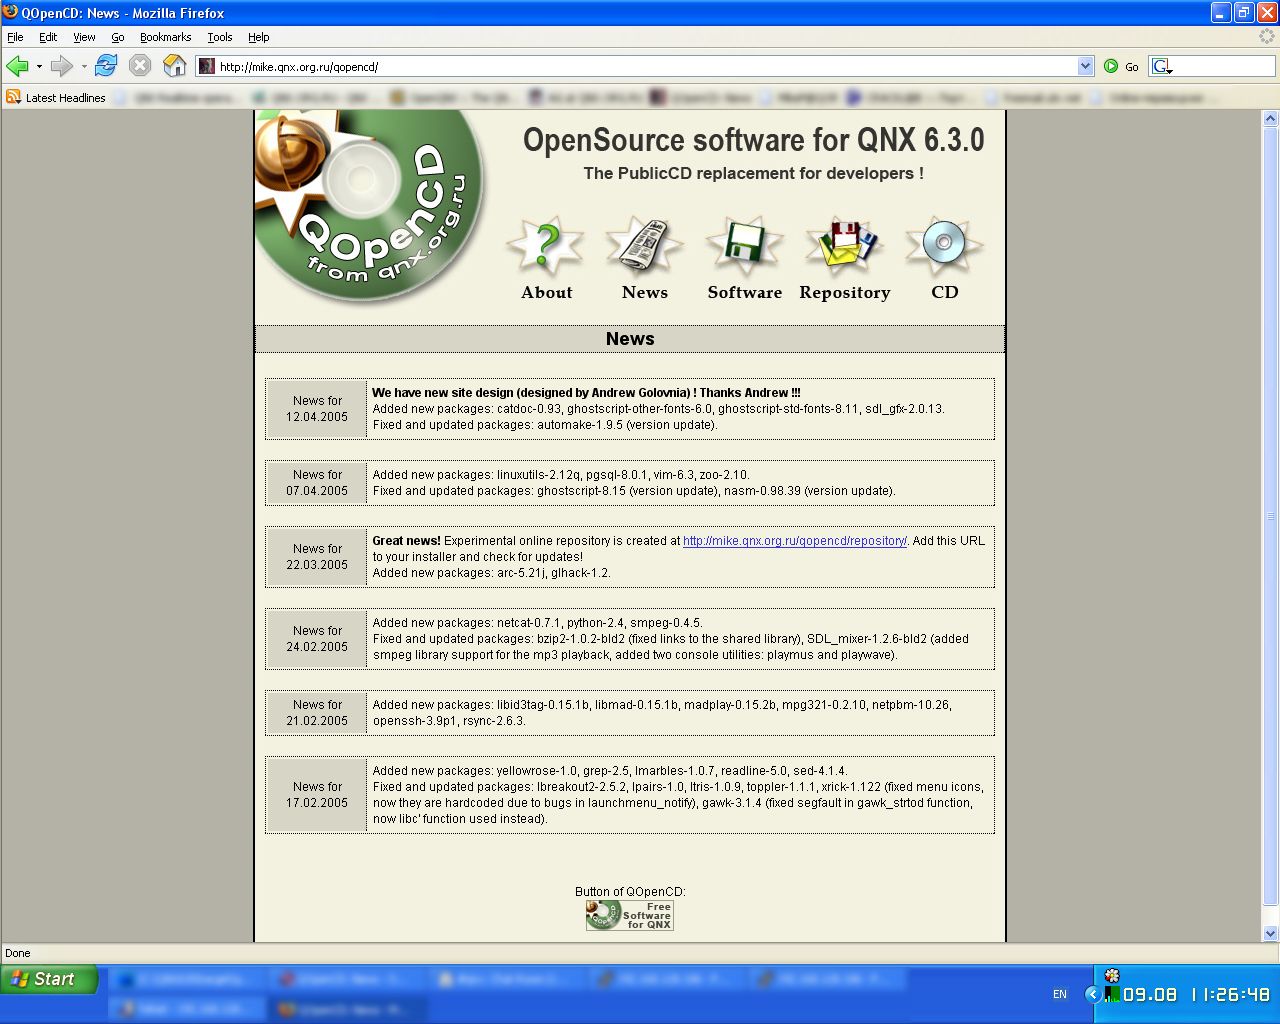 QOpenCD: News - Mozilla Firefox
File Edit View Go Bookmarks Tools Help
http://mike.qnx.org.ru/qopencd/ Go G
Latest Headlines
QOpenCD
from qnx.org.ru
OpenSource software for QNX 6.3.0
The PublicCD replacement for developers !
About News Software Repository CD
News
News for
12.04.2005
We have new site design (designed by Andrew Golovnia) ! Thanks Andrew !!!
Added new packages: catdoc-0.93, ghostscript-other-fonts-6.0, ghostscript-std-fonts-8.11, sdl_gfx-2.0.13.
Fixed and updated packages: automake-1.9.5 (version update).
News for
07.04.2005
Added new packages: linuxutils-2.12q, pgsql-8.0.1, vim-6.3, zoo-2.10.
Fixed and updated packages: ghostscript-8.15 (version update), nasm-0.98.39 (version update).
News for
22.03.2005
Great news! Experimental online repository is created at http://mike.qnx.org.ru/qopencd/repository/. Add this URL
to your installer and check for updates!
Added new packages: arc-5.21j, glhack-1.2.
News for
24.02.2005
Added new packages: netcat-0.7.1, python-2.4, smpeg-0.4.5.
Fixed and updated packages: bzip2-1.0.2-bld2 (fixed links to the shared library), SDL_mixer-1.2.6-bld2 (added
smpeg library support for the mp3 playback, added two console utilities: playmus and playwave).
News for
21.02.2005
Added new packages: libid3tag-0.15.1b, libmad-0.15.1b, madplay-0.15.2b, mpg321-0.2.10, netpbm-10.26,
openssh-3.9p1, rsync-2.6.3.
News for
17.02.2005
Added new packages: yellowrose-1.0, grep-2.5, lmarbles-1.0.7, readline-5.0, sed-4.1.4.
Fixed and updated packages: lbreakout2-2.5.2, lpairs-1.0, ltris-1.0.9, toppler-1.1.1, xrick-1.122 (fixed menu icons,
now they are hardcoded due to bugs in launchmenu_notify), gawk-3.1.4 (fixed segfault in gawk_strtod function,
now libc' function used instead).
Button of QOpenCD:
QOpenCD
Free
Software
for QNX
Done
Start
EN
09.08 11:26:48